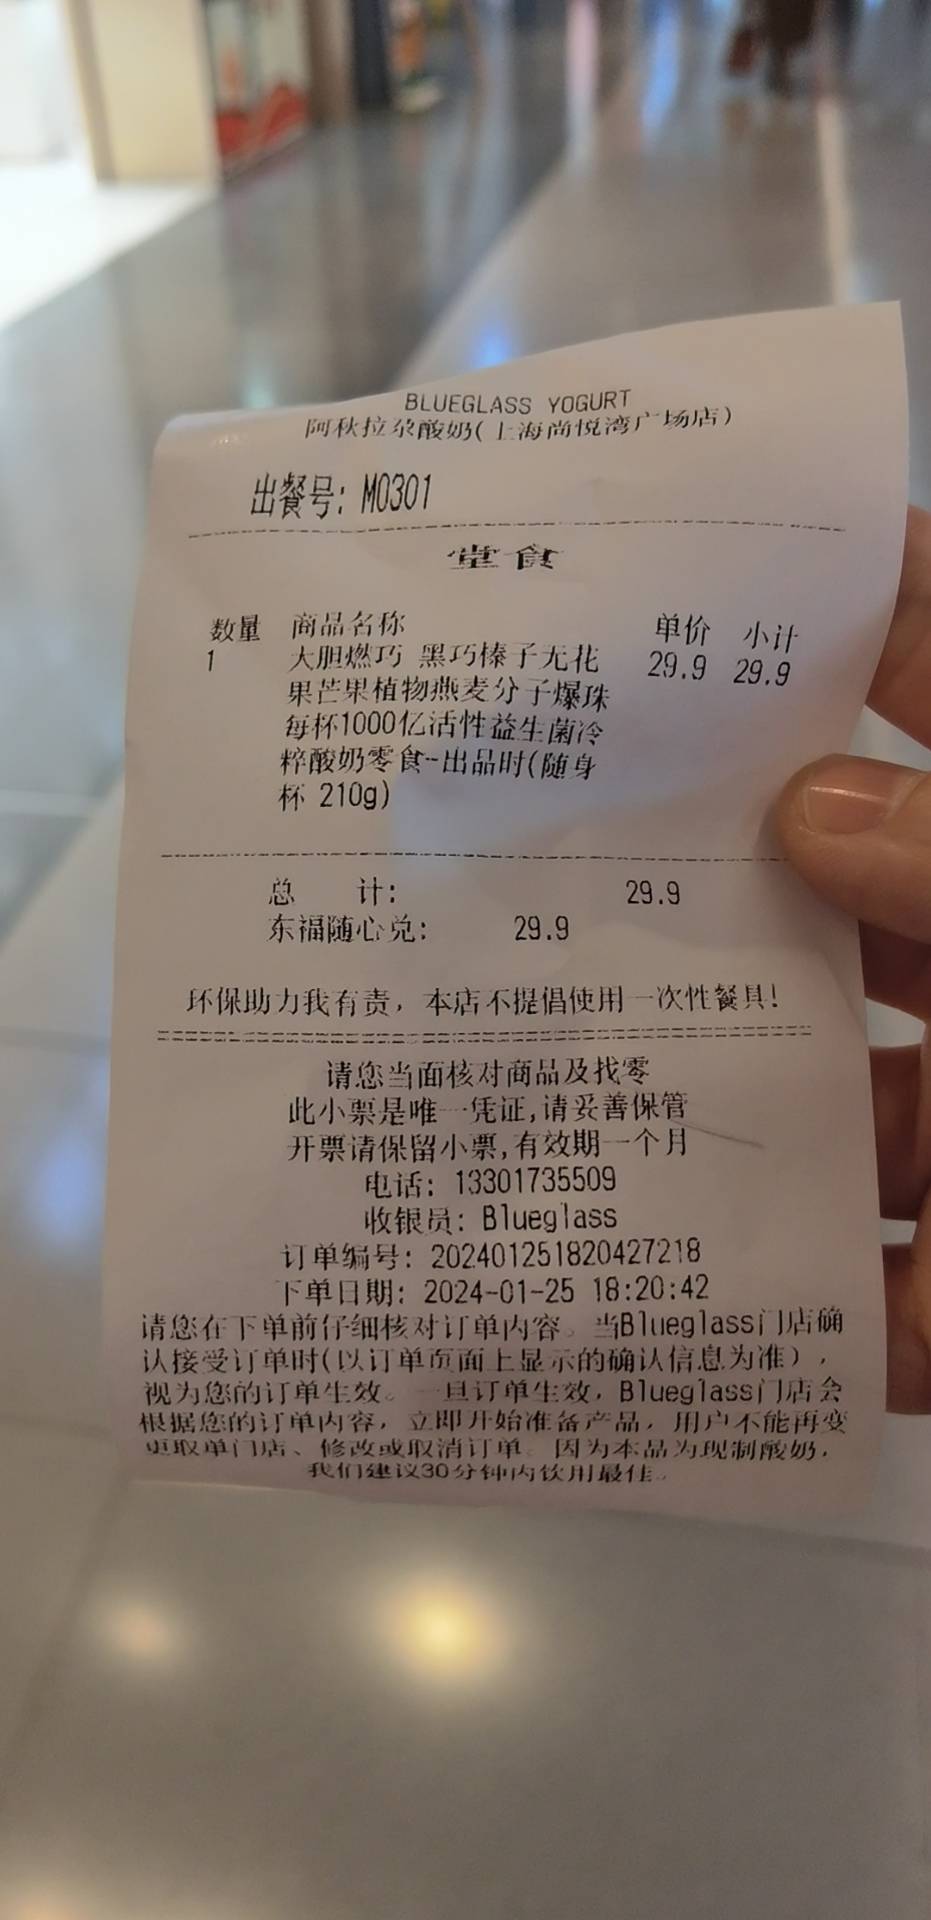 BLUEGLASS YOGURT
阿秋拉尕酸奶(上海尚悦湾广场店)
出餐号: M0301
堂食
数量 商品名称 单价 小计
1 大胆燃巧 黑巧榛子无花 29.9 29.9
果芒果植物燕麦分子爆珠
每杯1000亿活性益生菌冷
粹酸奶零食-出品时(随身
杯 210g)
总 计: 29.9
东福随心兑: 29.9
环保助力我有责, 本店不提倡使用一次性餐具!
请您当面核对商品及找零
此小票是唯一凭证,请妥善保管
开票请保留小票,有效期一个月
电话: 13301735509
收银员: Blueglass
订单编号: 202401251820427218
下单日期: 2024-01-25 18:20:42
请您在下单前仔细核对订单内容。当Blueglass门店确
认接受订单时(以订单页面上显示的确认信息为准),
视为您的订单生效。一旦订单生效, Blueglass门店会
根据您的订单内容, 立即开始准备产品, 用户不能再变
更取单门店、修改或取消订单。因为本品为现制酸奶,
我们建议30分钟内饮用最佳。